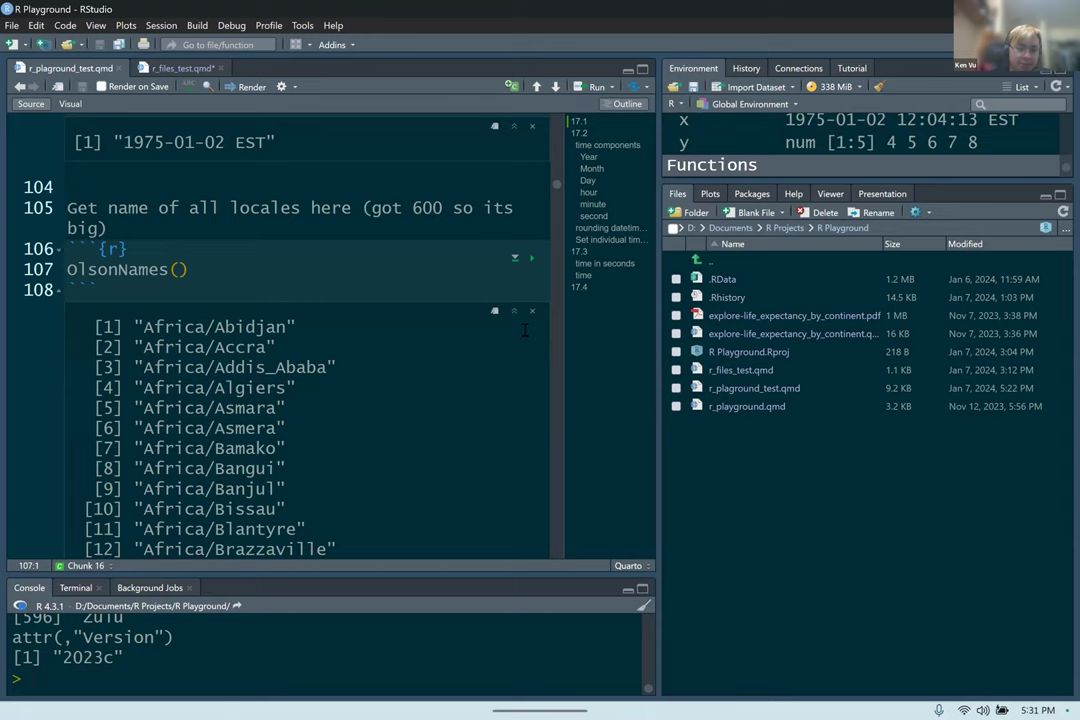 R Playground - RStudio
File Edit Code View Plots Session Build Debug Profile Tools Help
Go to file/function Addins
Ken Vu
r_plaground_test.qmd r_files_test.qmd*
Render on Save ABC Render Run
Source Visual Outline
[1] "1975-01-02 EST"
104
105 Get name of all locales here (got 600 so its
big)
106 ```{r}
107 OlsonNames()
108 ```
[1] "Africa/Abidjan"
[2] "Africa/Accra"
[3] "Africa/Addis_Ababa"
[4] "Africa/Algiers"
[5] "Africa/Asmara"
[6] "Africa/Asmera"
[7] "Africa/Bamako"
[8] "Africa/Bangui"
[9] "Africa/Banjul"
[10] "Africa/Bissau"
[11] "Africa/Blantyre"
[12] "Africa/Brazzaville"
17.1
17.2
time components
Year
Month
Day
hour
minute
second
rounding datetim...
Set individual tim...
17.3
time in seconds
time
17.4
107:1 Chunk 16 Quarto
Console Terminal Background Jobs
R 4.3.1 · D:/Documents/R Projects/R Playground/
[596] "Zulu"
attr(,"Version")
[1] "2023c"
>
Environment History Connections Tutorial
Import Dataset 338 MiB List
R Global Environment
x 1975-01-02 12:04:13 EST
y num [1:5] 4 5 6 7 8
Functions
Files Plots Packages Help Viewer Presentation
Folder Blank File Delete Rename
D: Documents R Projects R Playground ...
Name Size Modified
..
.RData 1.2 MB Jan 6, 2024, 11:59 AM
.Rhistory 14.5 KB Jan 7, 2024, 1:03 PM
explore-life_expectancy_by_continent.pdf 1 MB Nov 7, 2023, 3:38 PM
explore-life_expectancy_by_continent.q... 16 KB Nov 7, 2023, 3:36 PM
R Playground.Rproj 218 B Jan 7, 2024, 3:04 PM
r_files_test.qmd 1.1 KB Jan 7, 2024, 3:12 PM
r_plaground_test.qmd 9.2 KB Jan 7, 2024, 5:22 PM
r_playground.qmd 3.2 KB Nov 12, 2023, 5:56 PM
5:31 PM